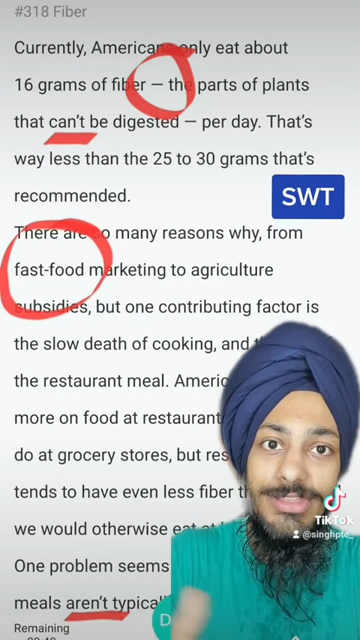 #318 Fiber
Currently, Americans only eat about
16 grams of fiber — the parts of plants
that can't be digested — per day. That's
way less than the 25 to 30 grams that's
recommended.
SWT
There are so many reasons why, from
fast-food marketing to agriculture
subsidies, but one contributing factor is
the slow death of cooking, and
the restaurant meal.
more on food at restaurant
do at grocery stores, but
tends to have even less fiber
we would otherwise eat
One problem seems
meals aren't
Remaining
TikTok
@singhpte_
D